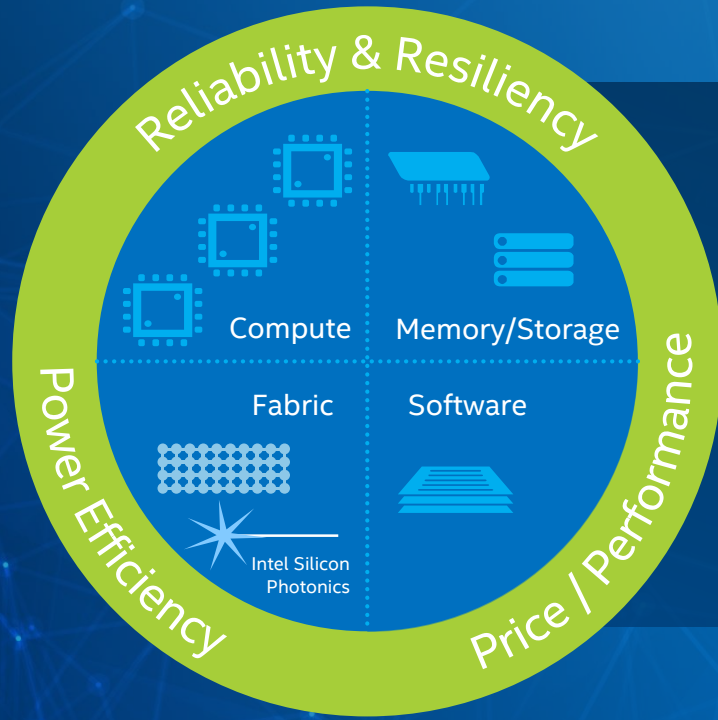 Reliability & Resiliency
Compute
Memory/Storage
Fabric
Software
Intel Silicon
Photonics
Power Efficiency
Price / Performance